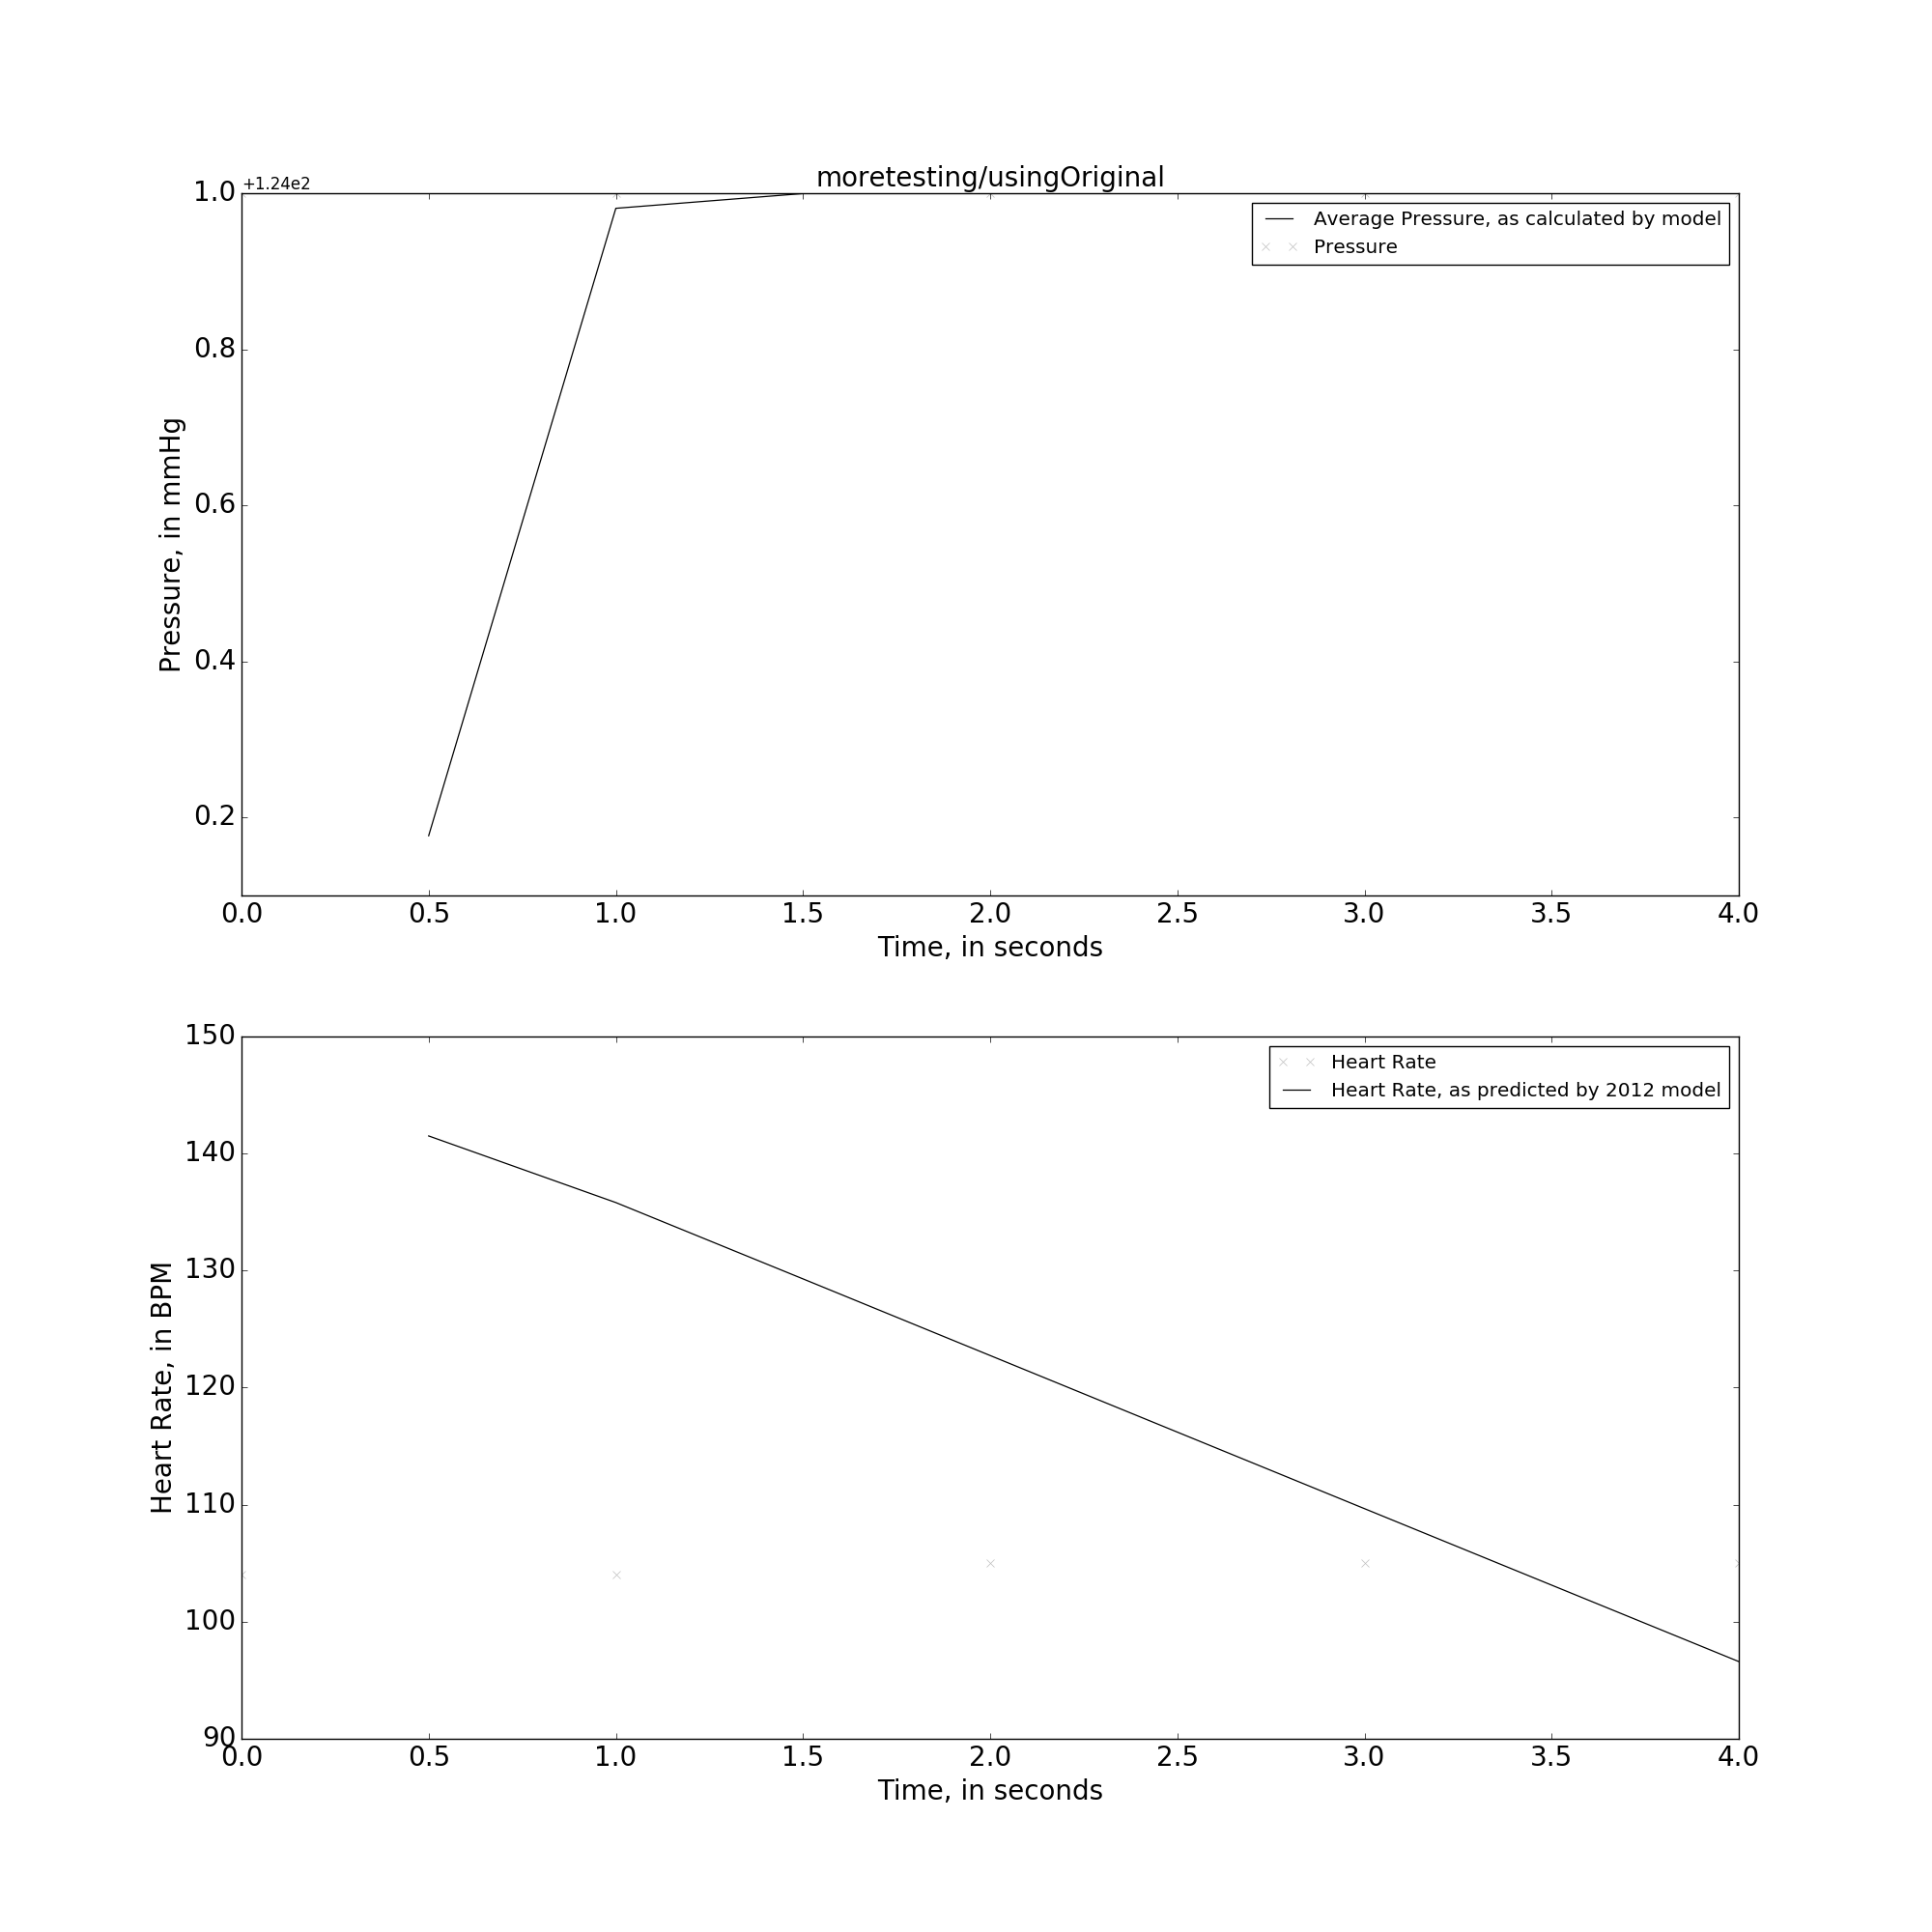 moretesting/usingOriginal
+1.24e2
1.0
0.8
0.6
0.4
0.2
Pressure, in mmHg
Average Pressure, as calculated by model
Pressure
0.0 0.5 1.0 1.5 2.0 2.5 3.0 3.5 4.0
Time, in seconds
150
140
130
120
110
100
90
Heart Rate, in BPM
Heart Rate
Heart Rate, as predicted by 2012 model
0.0 0.5 1.0 1.5 2.0 2.5 3.0 3.5 4.0
Time, in seconds